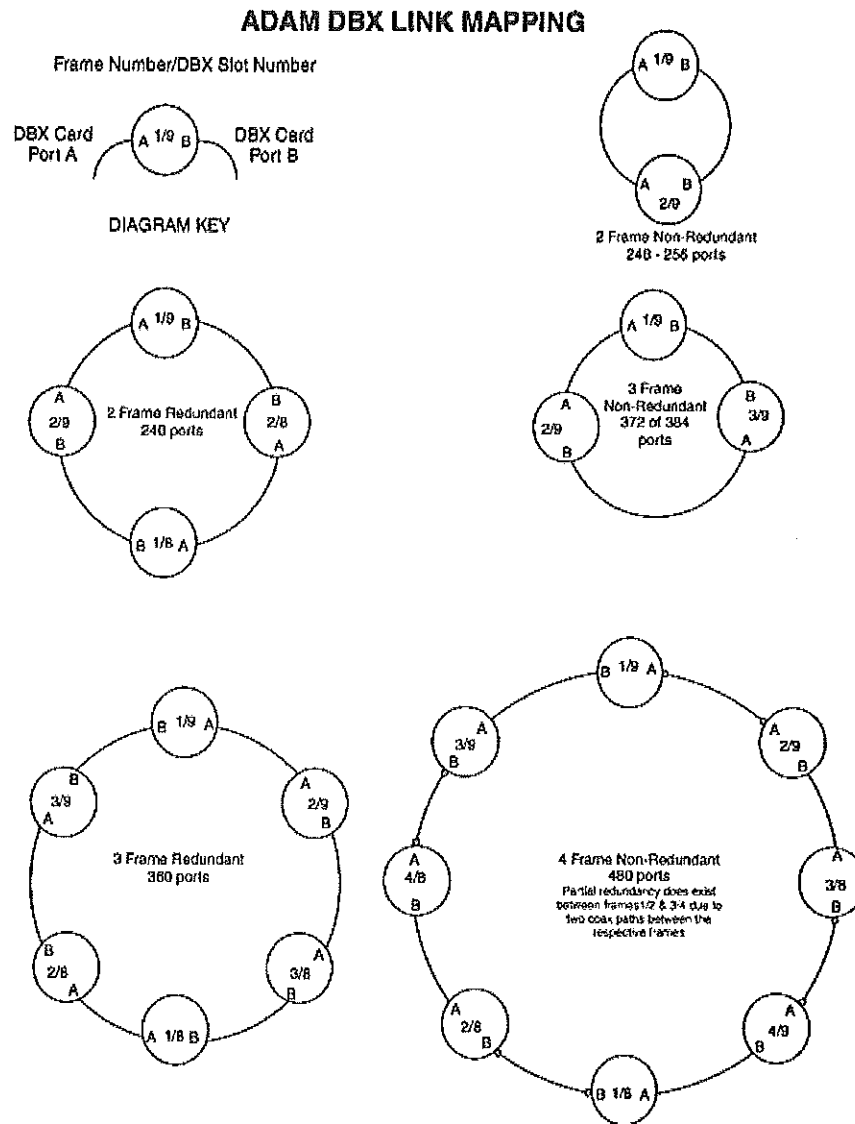 ADAM DBX LINK MAPPING
Frame Number/DBX Slot Number
DBX Card
Port A
A 1/9 B
DBX Card
Port B
DIAGRAM KEY
A 1/9 B
A B
2/9
2 Frame Non-Redundant
248 - 256 ports
A 1/9 B
A
2/9
B
2 Frame Redundant
240 ports
B
2/8
A
B 1/8 A
A 1/9 B
A
2/9
B
3 Frame
Non-Redundant
372 of 384
ports
B
3/9
A
B 1/9 A
B
3/9
A
A
2/9
B
3 Frame Redundant
360 ports
B
2/8
A
A
3/8
B
A 1/8 B
B 1/9 A
A
3/9
B
A
2/9
B
A
4/8
B
4 Frame Non-Redundant
480 ports
Partial redundancy does exist
between frames 1/2 & 3/4 due to
two coax paths between the
respective frames
A
3/8
B
A
2/8
B
A
4/9
B
B 1/8 A